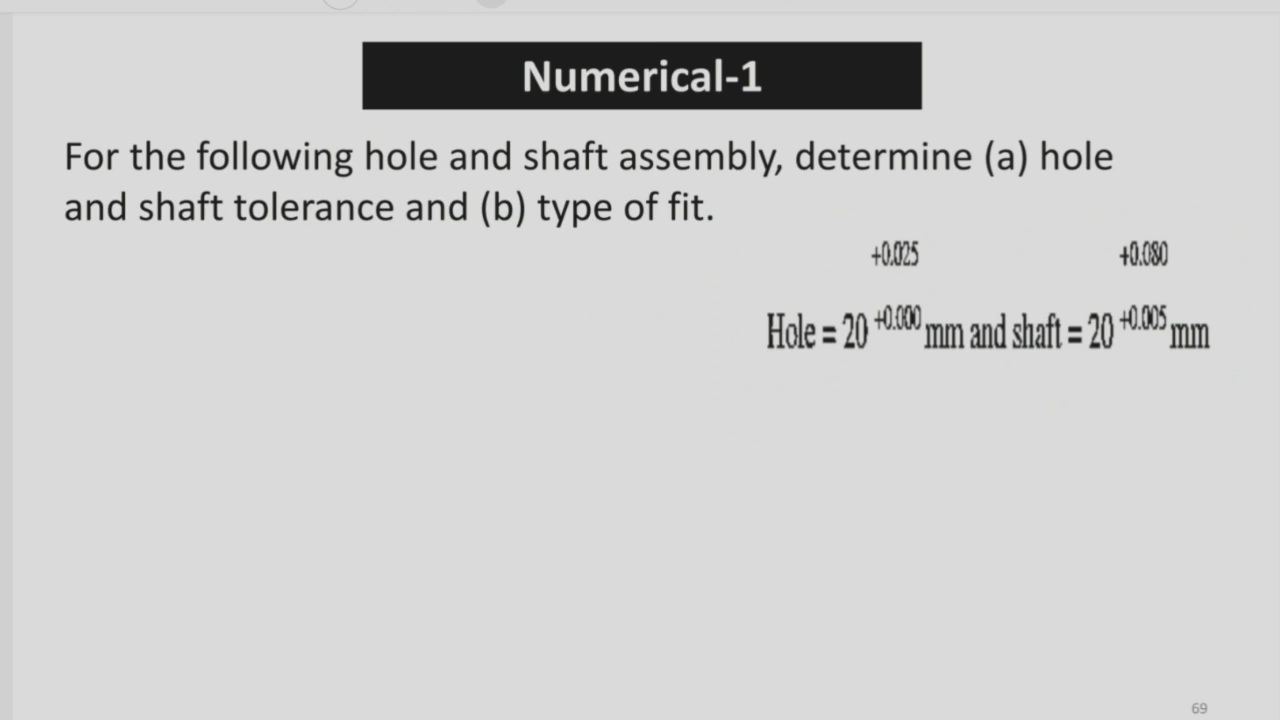 Numerical-1
For the following hole and shaft assembly, determine (a) hole
and shaft tolerance and (b) type of fit.
+0.025 +0.080
Hole = 20 +0.000 mm and shaft = 20 +0.005 mm
69